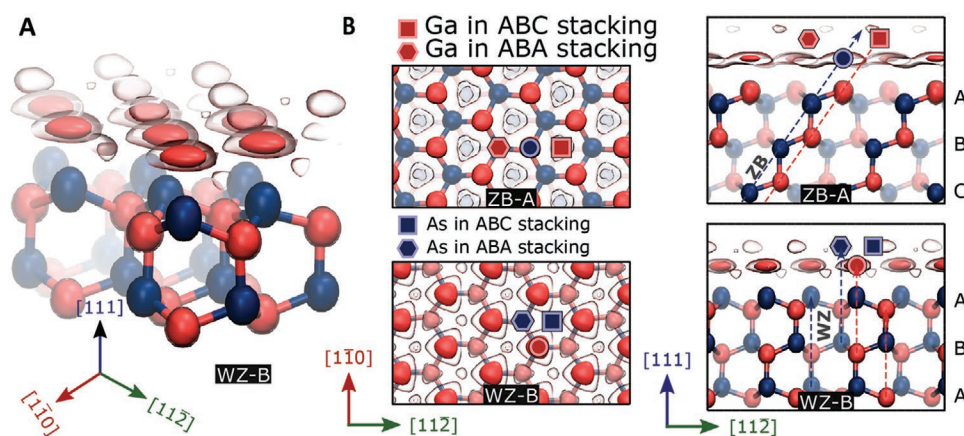 A
[111]
[11̅0]
[112̅]
WZ-B
B
Ga in ABC stacking
Ga in ABA stacking
ZB-A
As in ABC stacking
As in ABA stacking
WZ-B
[11̅0]
[112̅]
ZB
A
B
C
ZB-A
WZ
A
B
A
WZ-B
[111]
[112̅]